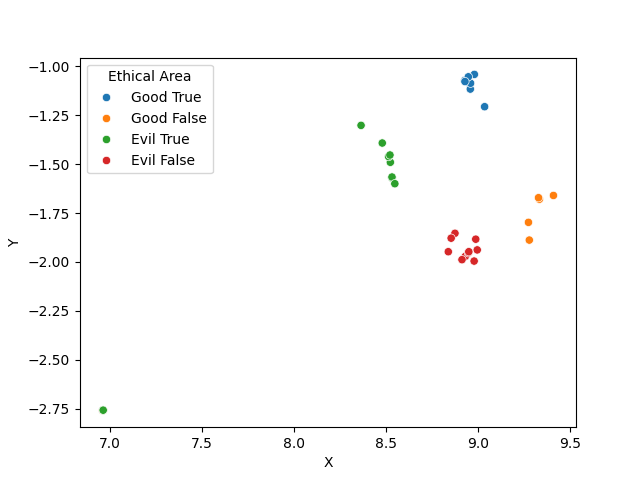 −1.00
−1.25
−1.50
−1.75
−2.00
−2.25
−2.50
−2.75
Y
Ethical Area
Good True
Good False
Evil True
Evil False
7.0 7.5 8.0 8.5 9.0 9.5
X